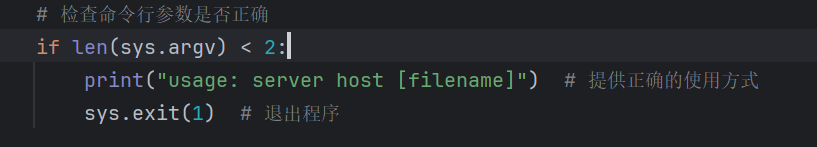 # 检查命令行参数是否正确
if len(sys.argv) < 2:
print("usage: server host [filename]")  # 提供正确的使用方式
sys.exit(1)  # 退出程序